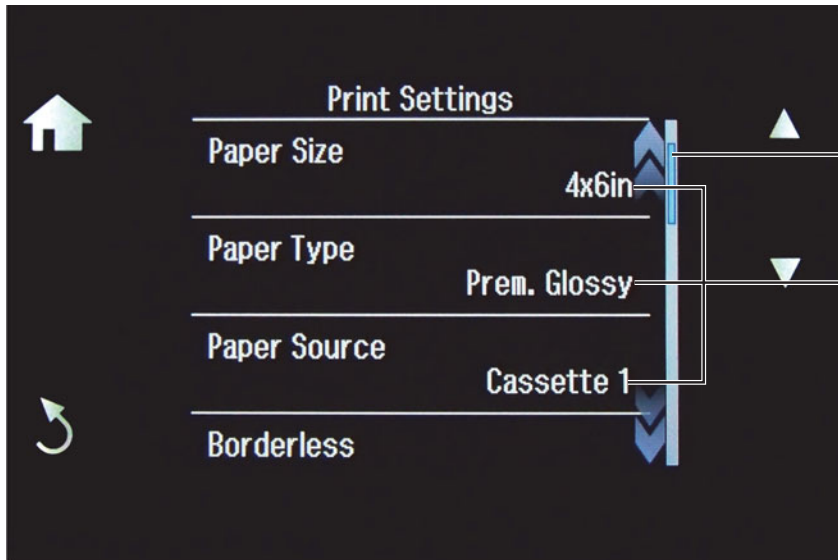 Print Settings
Paper Size
4x6in
Paper Type
Prem. Glossy
Paper Source
Cassette 1
Borderless